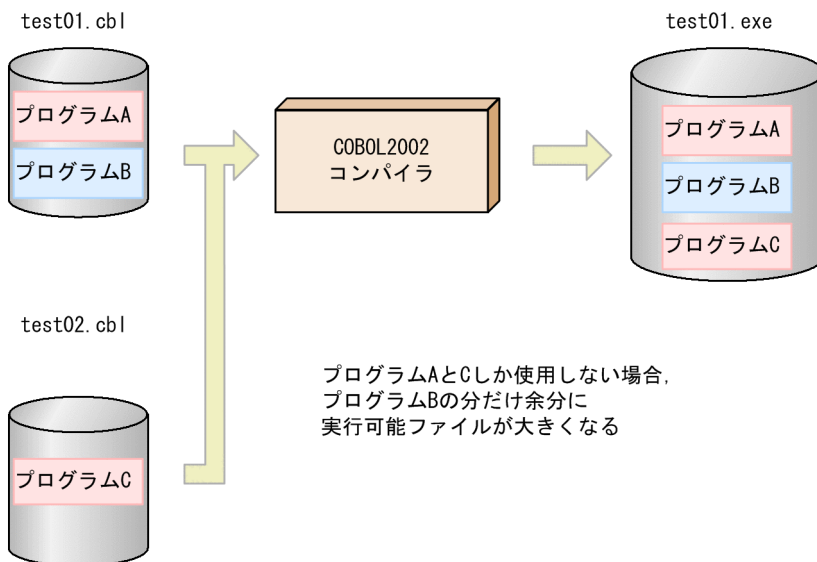 test01.cbl
プログラムA
プログラムB
COBOL2002
コンパイラ
test01.exe
プログラムA
プログラムB
プログラムC
test02.cbl
プログラムC
プログラムAとCしか使用しない場合,
プログラムBの分だけ余分に
実行可能ファイルが大きくなる